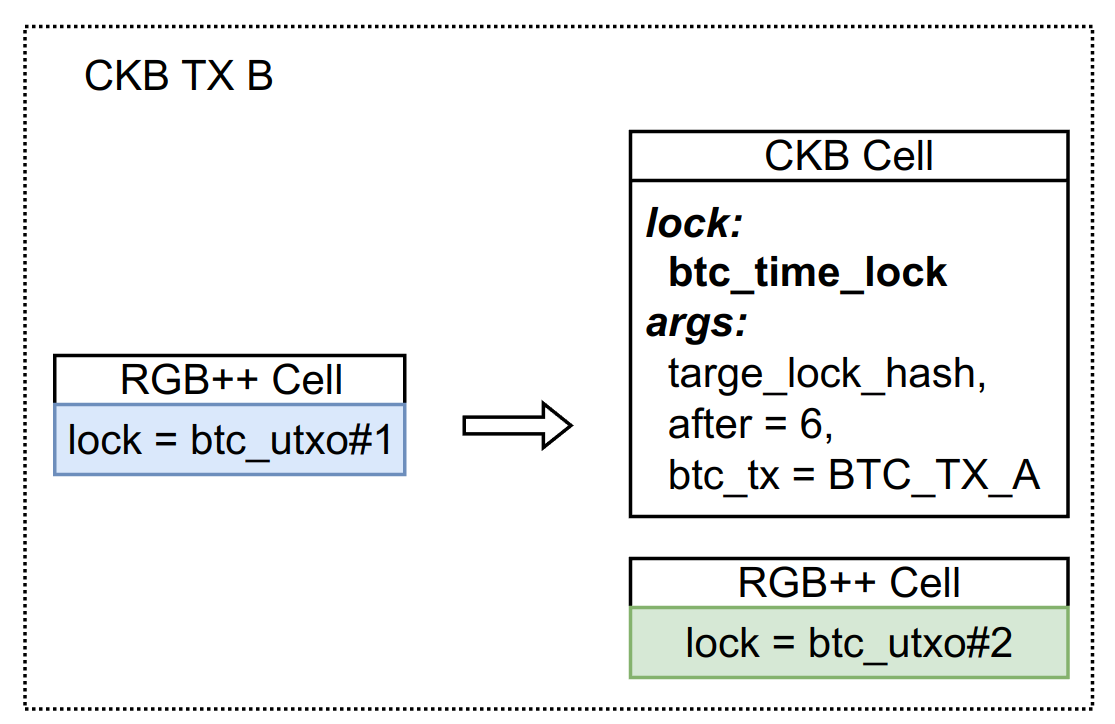 CKB TX B
RGB++ Cell
lock = btc_utxo#1
CKB Cell
lock:
btc_time_lock
args:
targe_lock_hash,
after = 6,
btc_tx = BTC_TX_A
RGB++ Cell
lock = btc_utxo#2